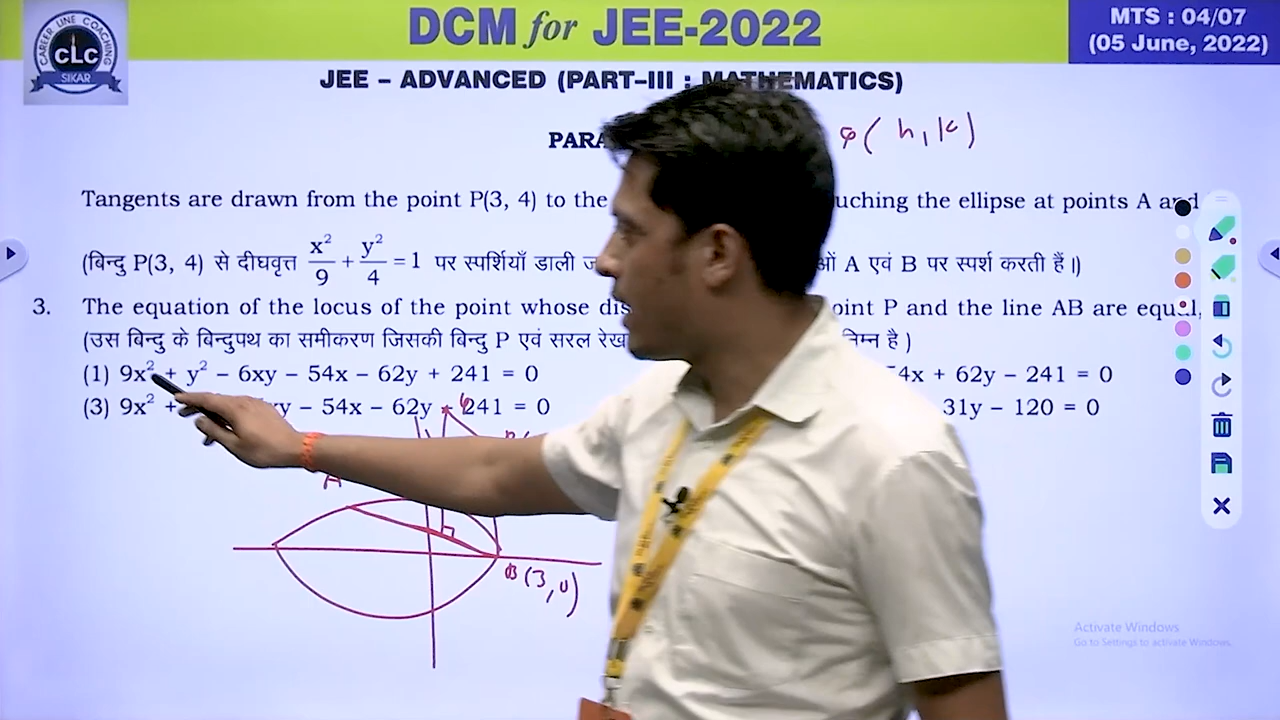 DCM for JEE-2022
MTS : 04/07
(05 June, 2022)
CAREER LINE COACHING
CLC
SIKAR
JEE – ADVANCED (PART–III : MATHEMATICS)
PARA
φ( h, k)
Tangents are drawn from the point P(3, 4) to the uching the ellipse at points A and
(बिन्दु P(3, 4) से दीघवृत्त x²/9 + y²/4 = 1 पर स्पर्शियाँ डाली A एवं B पर स्पर्श करती हैं।)
3. The equation of the locus of the point whose dis oint P and the line AB are equal,
(उस बिन्दु के बिन्दुपथ का समीकरण जिसकी बिन्दु P एवं सरल रेख निम्न है )
(1) 9x² + y² – 6xy – 54x – 62y + 241 = 0 54x + 62y – 241 = 0
(3) 9x² + xy – 54x – 62y + 241 = 0 31y – 120 = 0
A
B(3,0)
Activate Windows
Go to Settings to activate Windows.